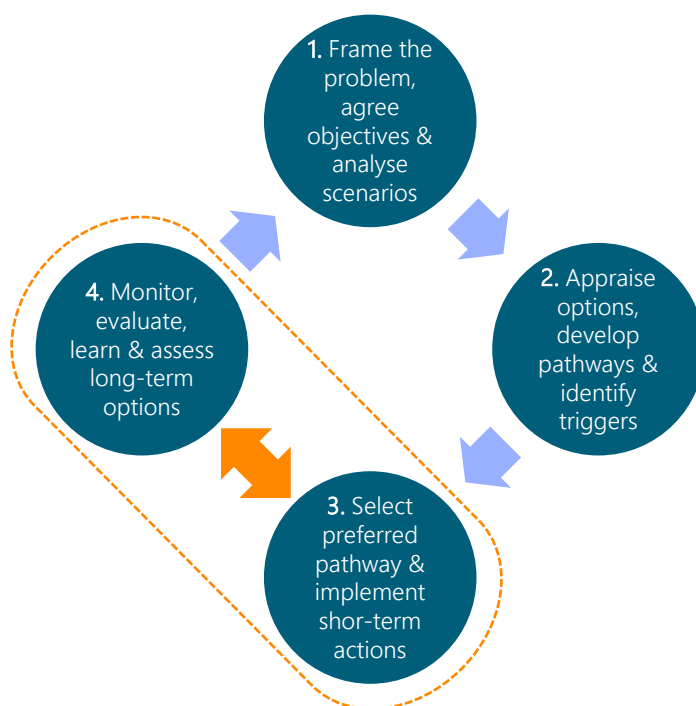 1. Frame the
problem,
agree
objectives &
analyse
scenarios
2. Appraise
options,
develop
pathways &
identify
triggers
3. Select
preferred
pathway &
implement
shor-term
actions
4. Monitor,
evaluate,
learn & assess
long-term
options